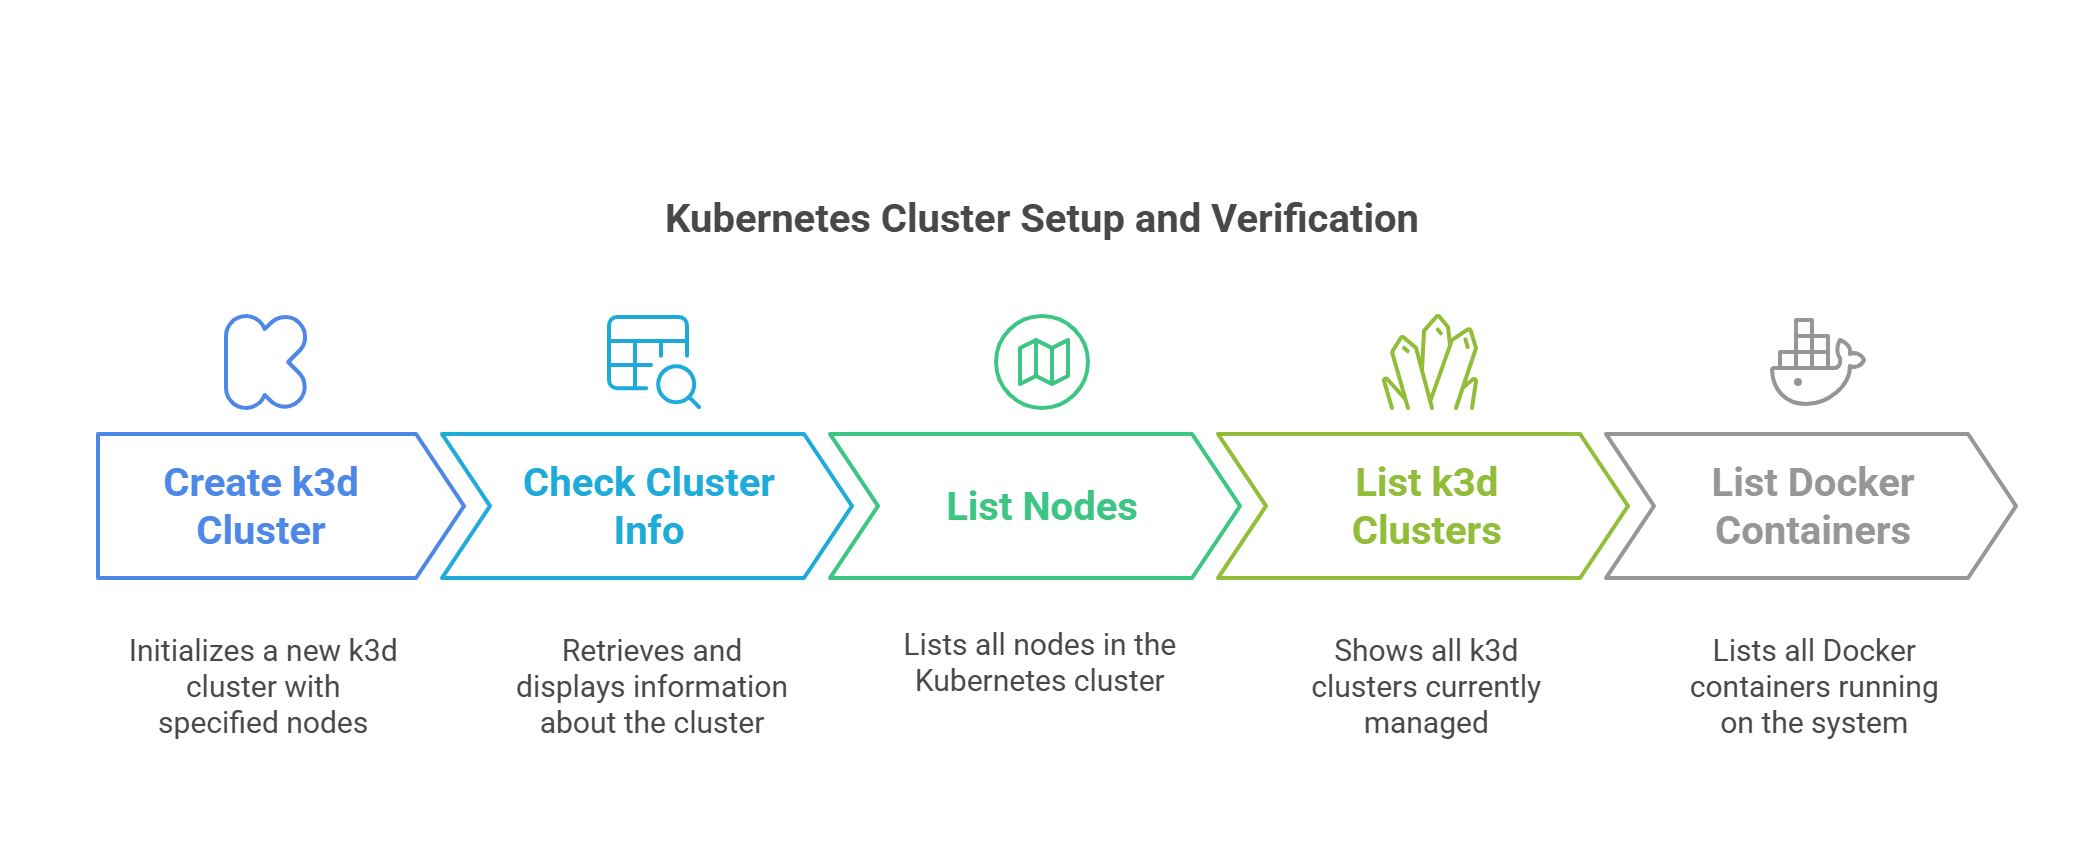 Kubernetes Cluster Setup and Verification
Create k3d
Cluster
Check Cluster
Info
List Nodes
List k3d
Clusters
List Docker
Containers
Initializes a new k3d
cluster with
specified nodes
Retrieves and
displays information
about the cluster
Lists all nodes in the
Kubernetes cluster
Shows all k3d
clusters currently
managed
Lists all Docker
containers running
on the system